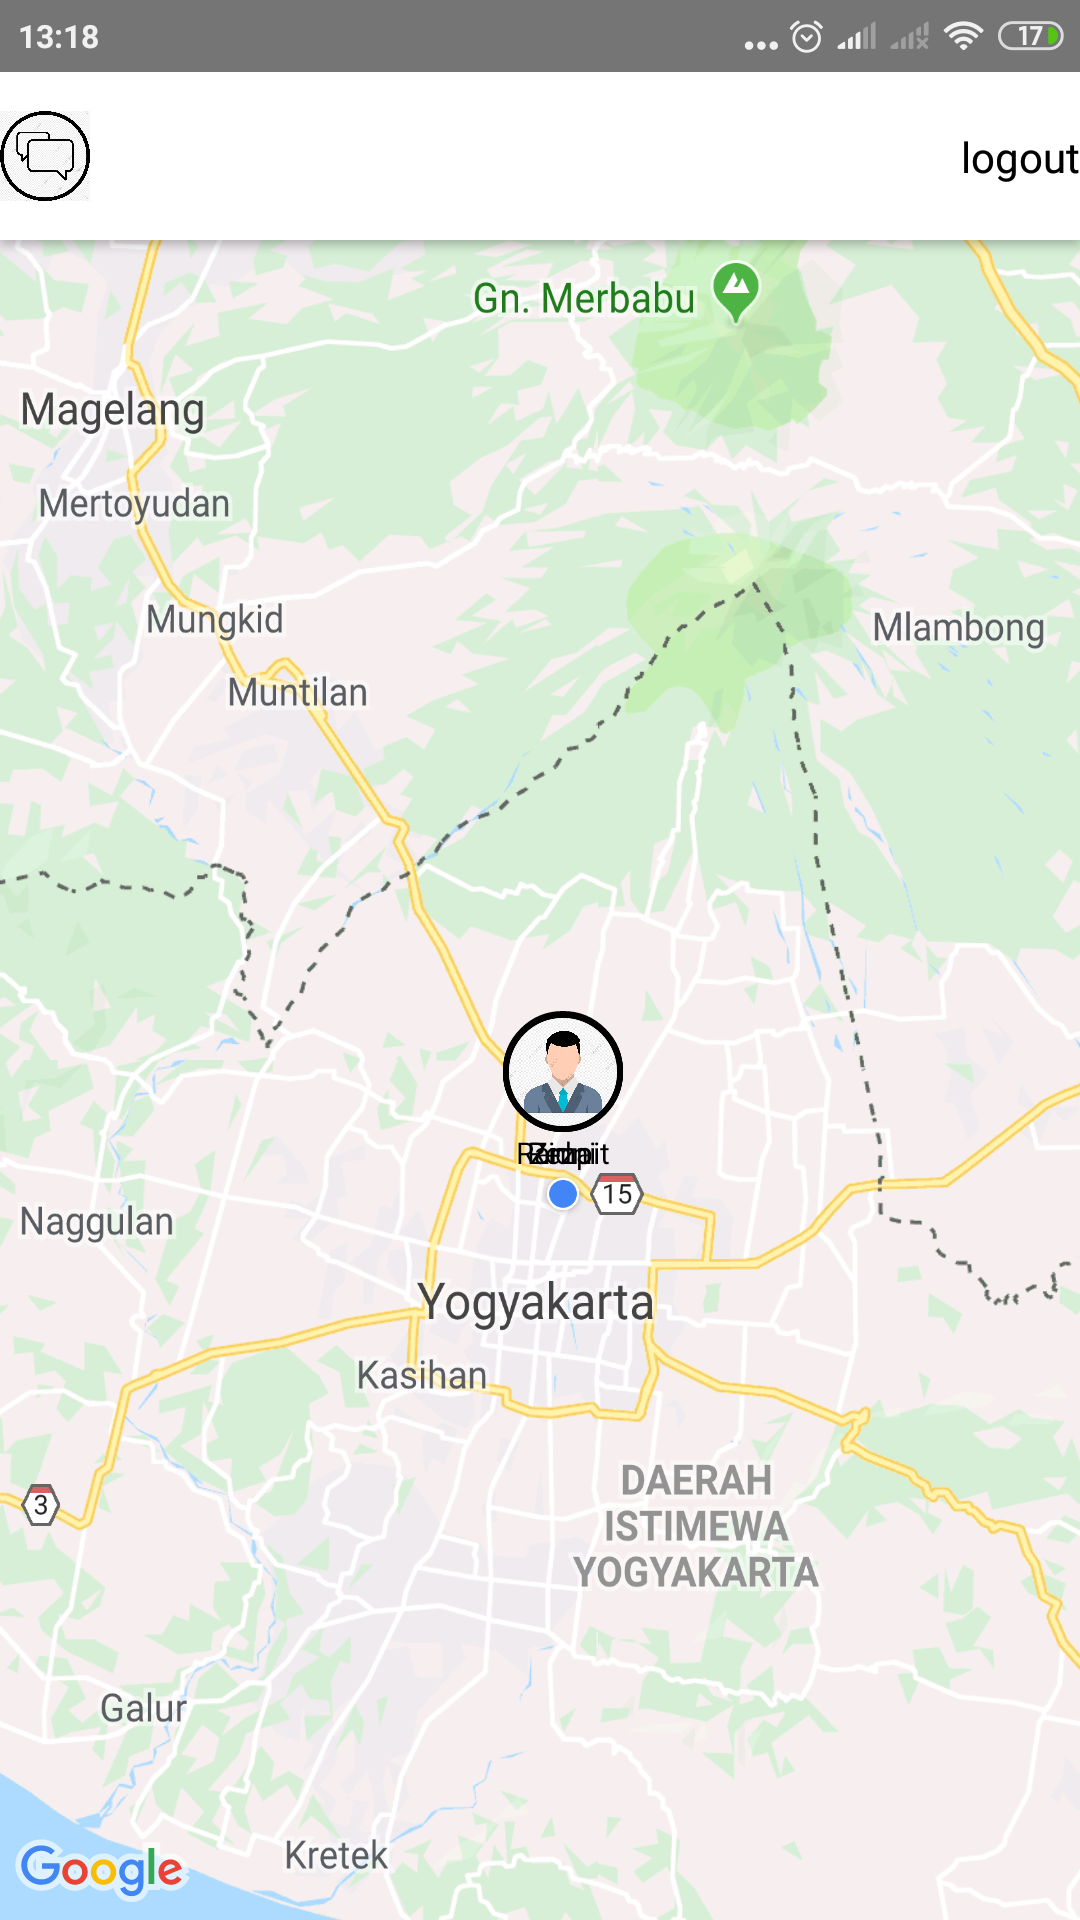 13:18
17
logout
Gn. Merbabu
Magelang
Mertoyudan
Mungkid
Mlambong
Muntilan
15
Naggulan
Yogyakarta
Kasihan
DAERAH
ISTIMEWA
YOGYAKARTA
3
Galur
Kretek
Google